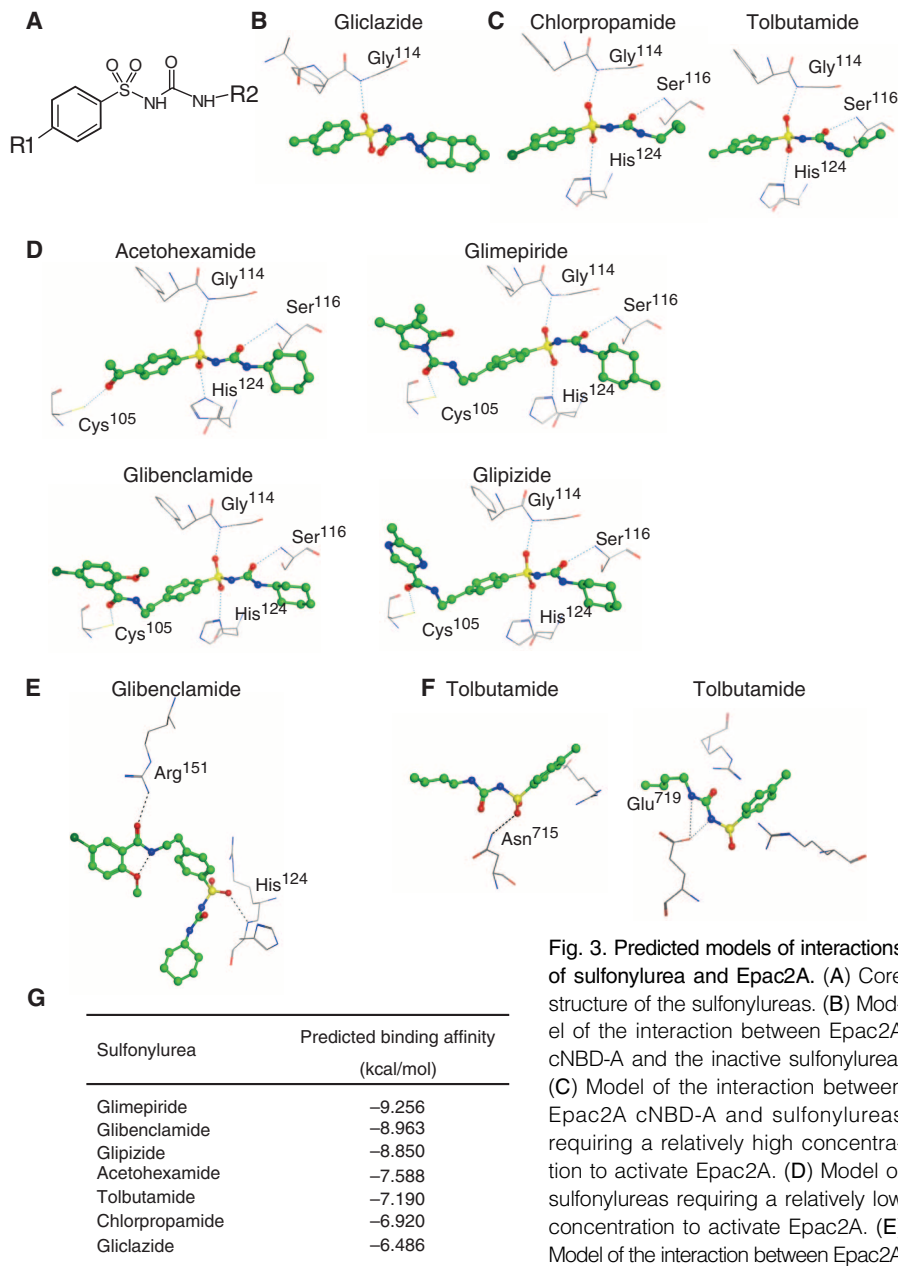 A
O O O
S
NH NH R2
R1
B
Gliclazide
Gly114
C
Chlorpropamide
Gly114
Ser116
His124
Tolbutamide
Gly114
Ser116
His124
D
Acetohexamide
Gly114
Ser116
His124
Cys105
Glimepiride
Gly114
Ser116
His124
Cys105
Glibenclamide
Gly114
Ser116
His124
Cys105
Glipizide
Gly114
Ser116
His124
Cys105
E
Glibenclamide
Arg151
His124
F
Tolbutamide
Asn715
Tolbutamide
Glu719
G
Sulfonylurea Predicted binding affinity
(kcal/mol)
Glimepiride –9.256
Glibenclamide –8.963
Glipizide –8.850
Acetohexamide –7.588
Tolbutamide –7.190
Chlorpropamide –6.920
Gliclazide –6.486
Fig. 3. Predicted models of interactions
of sulfonylurea and Epac2A. (A) Core
structure of the sulfonylureas. (B) Mod-
el of the interaction between Epac2A
cNBD-A and the inactive sulfonylurea.
(C) Model of the interaction between
Epac2A cNBD-A and sulfonylureas
requiring a relatively high concentra-
tion to activate Epac2A. (D) Model of
sulfonylureas requiring a relatively low
concentration to activate Epac2A. (E)
Model of the interaction between Epac2A